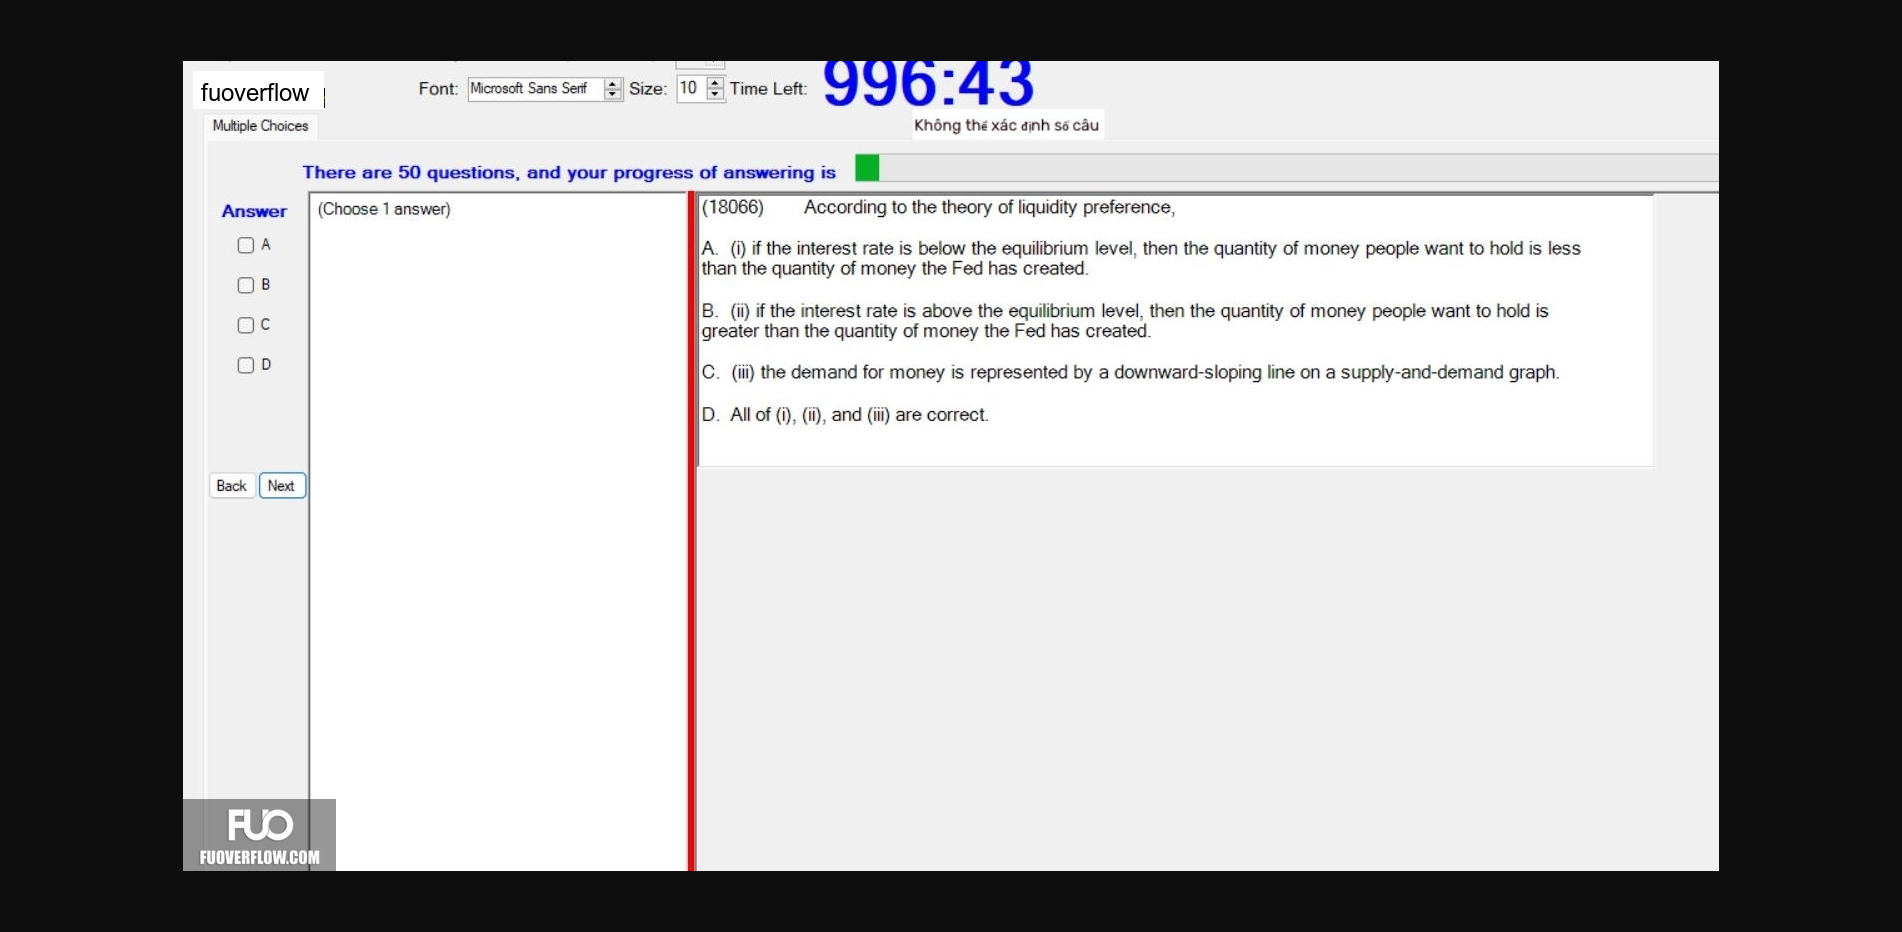 fuoverflow
Font: Microsoft Sans Serif Size: 10 Time Left: 996:43
Multiple Choices
Không thể xác định số câu
There are 50 questions, and your progress of answering is
Answer
A
B
C
D
Back Next
(Choose 1 answer)
(18066) According to the theory of liquidity preference,
A. (i) if the interest rate is below the equilibrium level, then the quantity of money people want to hold is less
than the quantity of money the Fed has created.
B. (ii) if the interest rate is above the equilibrium level, then the quantity of money people want to hold is
greater than the quantity of money the Fed has created.
C. (iii) the demand for money is represented by a downward-sloping line on a supply-and-demand graph.
D. All of (i), (ii), and (iii) are correct.
FUO
FUOVERFLOW.COM